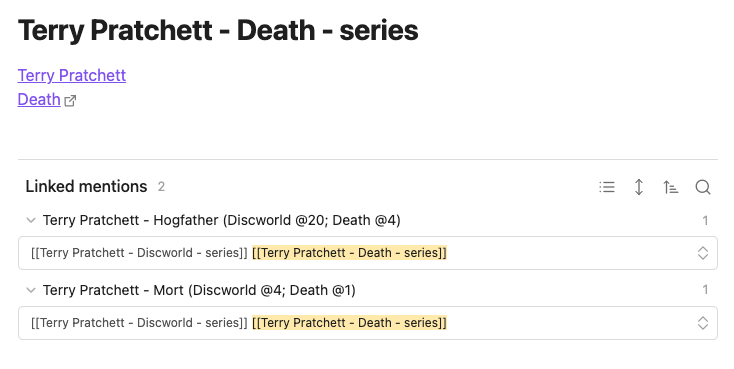 Terry Pratchett - Death - series
Terry Pratchett
Death
Linked mentions 2
Terry Pratchett - Hogfather (Discworld @20; Death @4) 1
[[Terry Pratchett - Discworld - series]] [[Terry Pratchett - Death - series]]
Terry Pratchett - Mort (Discworld @4; Death @1) 1
[[Terry Pratchett - Discworld - series]] [[Terry Pratchett - Death - series]]